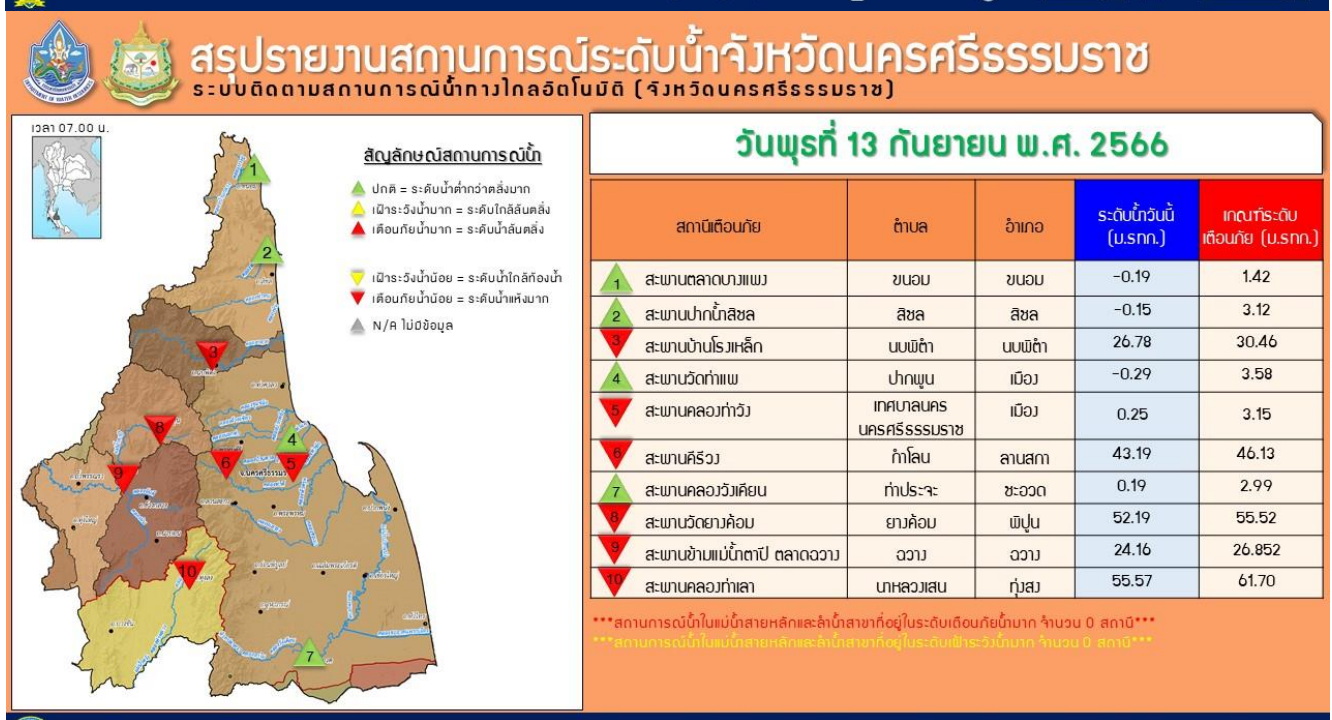 สรุปรายงานสถานการณ์ระดับน้ำจังหวัดนครศรีธรรมราช
ระบบติดตามสถานการณ์น้ำทางไกลอัตโนมัติ (จังหวัดนครศรีธรรมราช)
เวลา 07.00 น.
สัญลักษณ์สถานการณ์น้ำ
ปกติ = ระดับน้ำต่ำกว่าตลิ่งมาก
เฝ้าระวังน้ำมาก = ระดับใกล้ล้นตลิ่ง
เตือนภัยน้ำมาก = ระดับน้ำล้นตลิ่ง
เฝ้าระวังน้ำน้อย = ระดับน้ำใกล้ท้องน้ำ
เตือนภัยน้ำน้อย = ระดับน้ำแห้งมาก
N/A ไม่มีข้อมูล
1
2
3
8
4
9
6
5
10
7
วันพุธที่ 13 กันยายน พ.ศ. 2566
สถานีเตือนภัย ตำบล อำเภอ ระดับน้ำวันนี้ (ม.รทก.) เกณฑ์ระดับเตือนภัย (ม.รทก.)
1 สะพานตลาดบางแพง ขนอม ขนอม -0.19 1.42
2 สะพานปากน้ำสิชล สิชล สิชล -0.15 3.12
3 สะพานบ้านโรงเหล็ก นบพิตำ นบพิตำ 26.78 30.46
4 สะพานวัดท่าแพ ปากพูน เมือง -0.29 3.58
5 สะพานคลองท่าวัง เทศบาลนคร นครศรีธรรมราช เมือง 0.25 3.15
6 สะพานคีรีวง กำโลน ลานสกา 43.19 46.13
7 สะพานคลองวังเคียน ท่าประจะ ชะอวด 0.19 2.99
8 สะพานวัดยางค้อม ยางค้อม พิปูน 52.19 55.52
9 สะพานข้ามแม่น้ำตาปี ตลาดฉวาง ฉวาง ฉวาง 24.16 26.852
10 สะพานคลองท่าเลา นาหลวงเสน ทุ่งสง 55.57 61.70
***สถานการณ์น้ำในแม่น้ำสายหลักและลำน้ำสาขาที่อยู่ในระดับเตือนภัยน้ำมาก จำนวน 0 สถานี***
***สถานการณ์น้ำในแม่น้ำสายหลักและลำน้ำสาขาที่อยู่ในระดับเฝ้าระวังน้ำมาก จำนวน 0 สถานี***